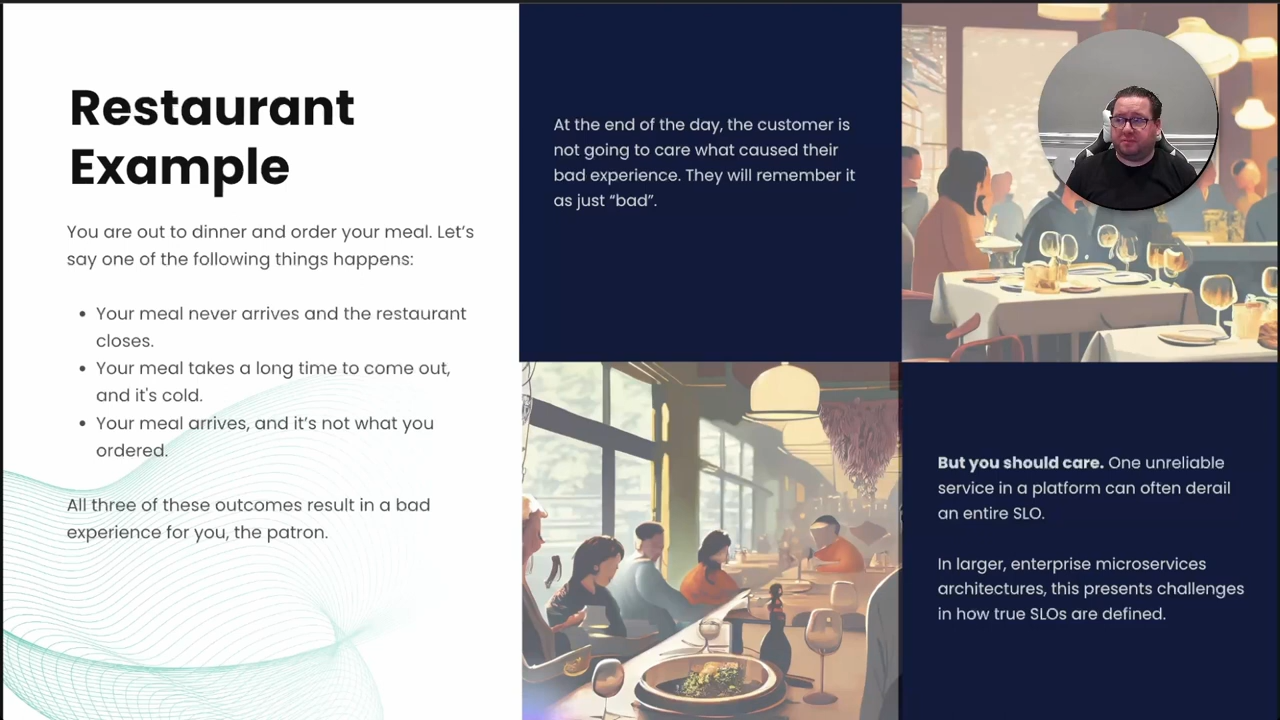 Restaurant
Example
You are out to dinner and order your meal. Let’s
say one of the following things happens:
• Your meal never arrives and the restaurant
closes.
• Your meal takes a long time to come out,
and it's cold.
• Your meal arrives, and it’s not what you
ordered.
All three of these outcomes result in a bad
experience for you, the patron.
At the end of the day, the customer is
not going to care what caused their
bad experience. They will remember it
as just “bad”.
But you should care. One unreliable
service in a platform can often derail
an entire SLO.
In larger, enterprise microservices
architectures, this presents challenges
in how true SLOs are defined.